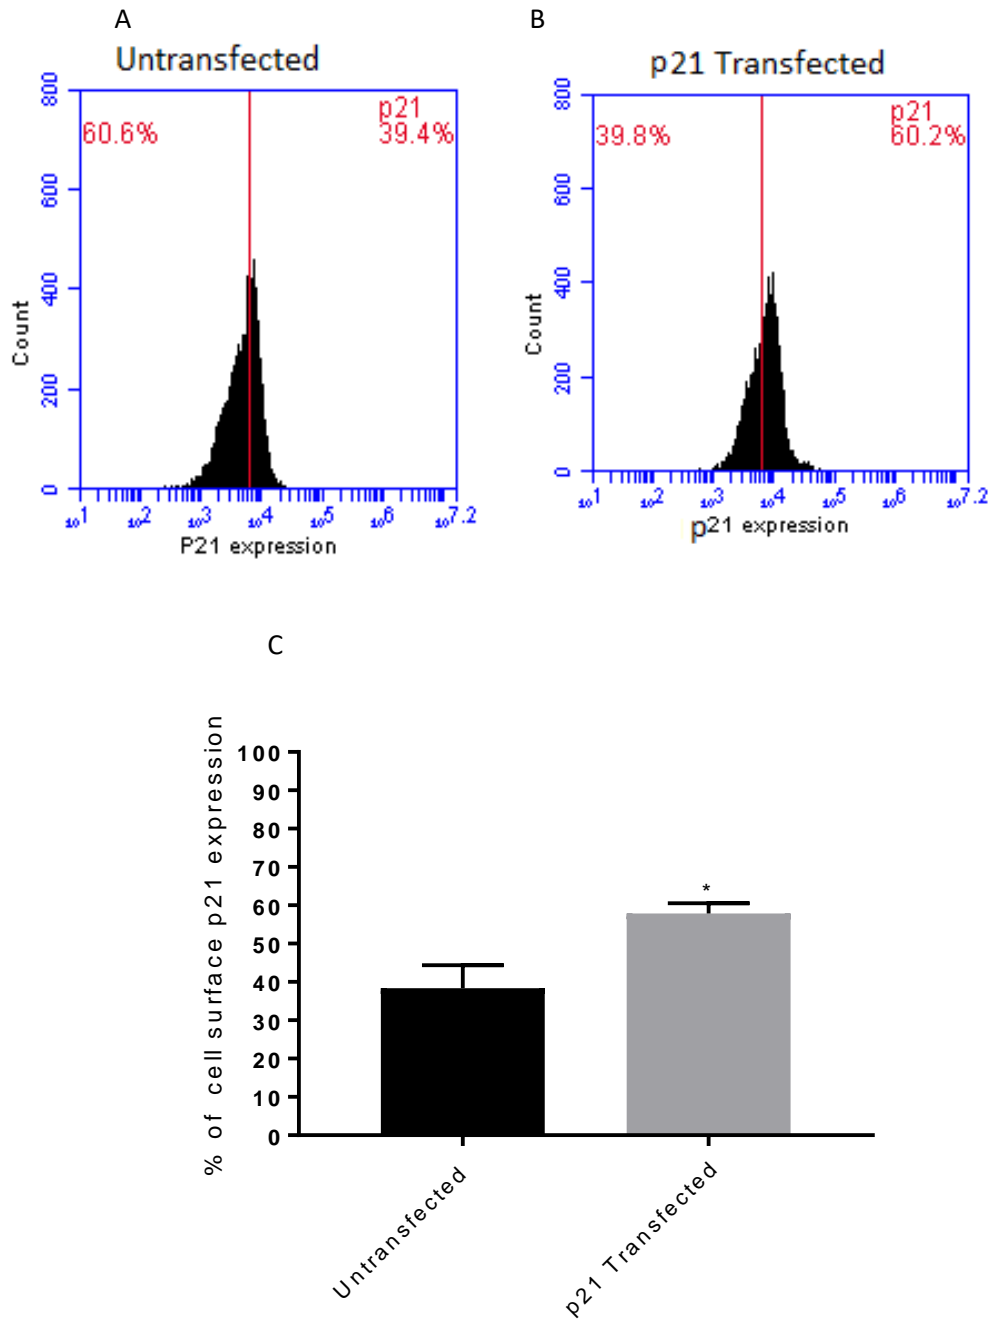 A
Untransfected
800
600
400
200
0
Count
60.6%
p21
39.4%
10^1 10^2 10^3 10^4 10^5 10^6 10^7.2
P21 expression
B
p21 Transfected
800
600
400
200
0
Count
39.8%
p21
60.2%
10^1 10^2 10^3 10^4 10^5 10^6 10^7.2
p21 expression
C
% of cell surface p21 expression
100
90
80
70
60
50
40
30
20
10
0
*
Untransfected
p21 Transfected